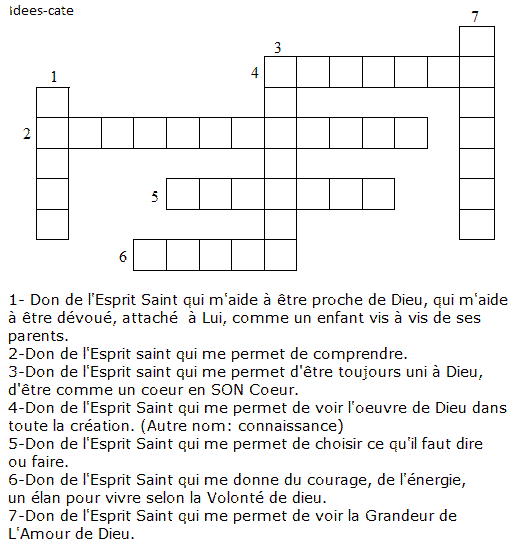 idees-cate
7
3
4
1
2
5
6
1- Don de l'Esprit Saint qui m'aide à être proche de Dieu, qui m'aide
à être dévoué, attaché à Lui, comme un enfant vis à vis de ses
parents.
2-Don de l'Esprit saint qui me permet de comprendre.
3-Don de l'Esprit Saint qui me permet d'être toujours uni à Dieu,
d'être comme un coeur en SON Coeur.
4-Don de l'Esprit Saint qui me permet de voir l'oeuvre de Dieu dans
toute la création. (Autre nom: connaissance)
5-Don de l'Esprit Saint qui me permet de choisir ce qu'il faut dire
ou faire.
6-Don de l'Esprit Saint qui me donne du courage, de l'énergie,
un élan pour vivre selon la Volonté de dieu.
7-Don de l'Esprit Saint qui me permet de voir la Grandeur de
L'Amour de Dieu.